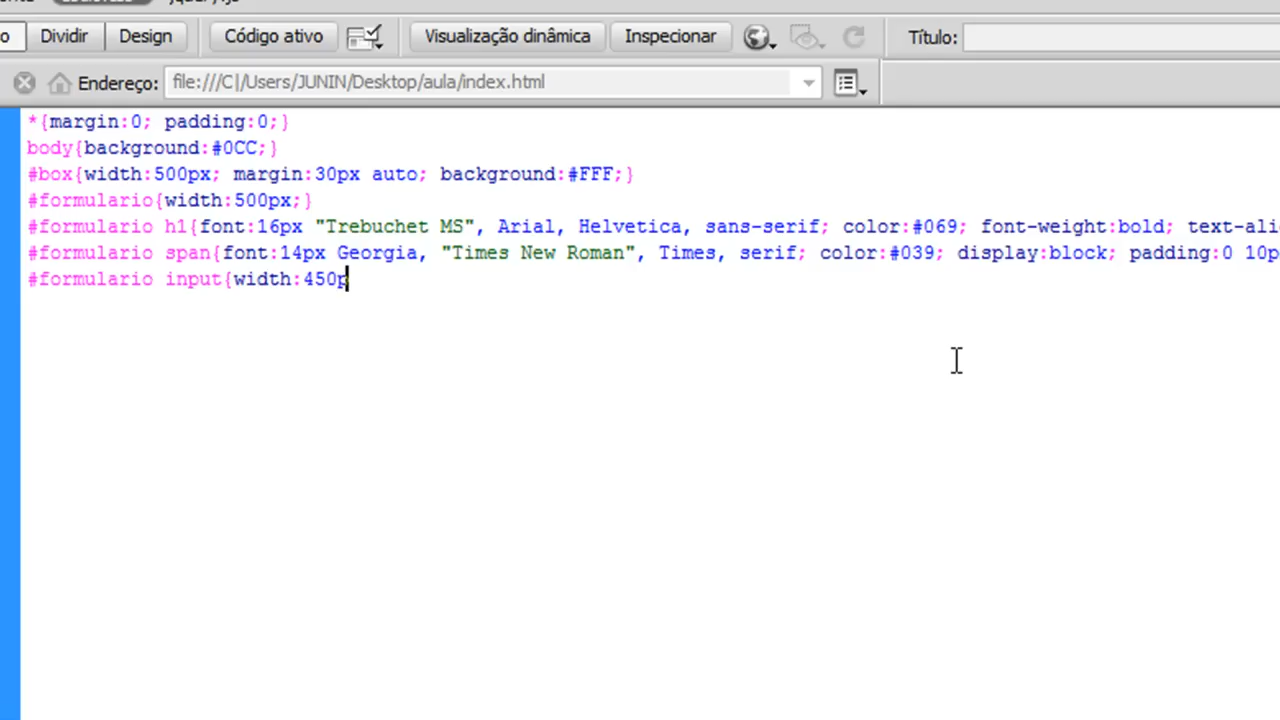 jquery.js
Dividir Design Código ativo Visualização dinâmica Inspecionar Título:
Endereço: file:///C|/Users/JUNIN/Desktop/aula/index.html
*{margin:0; padding:0;}
body{background:#0CC;}
#box{width:500px; margin:30px auto; background:#FFF;}
#formulario{width:500px;}
#formulario h1{font:16px "Trebuchet MS", Arial, Helvetica, sans-serif; color:#069; font-weight:bold; text-ali
#formulario span{font:14px Georgia, "Times New Roman", Times, serif; color:#039; display:block; padding:0 10p
#formulario input{width:450p